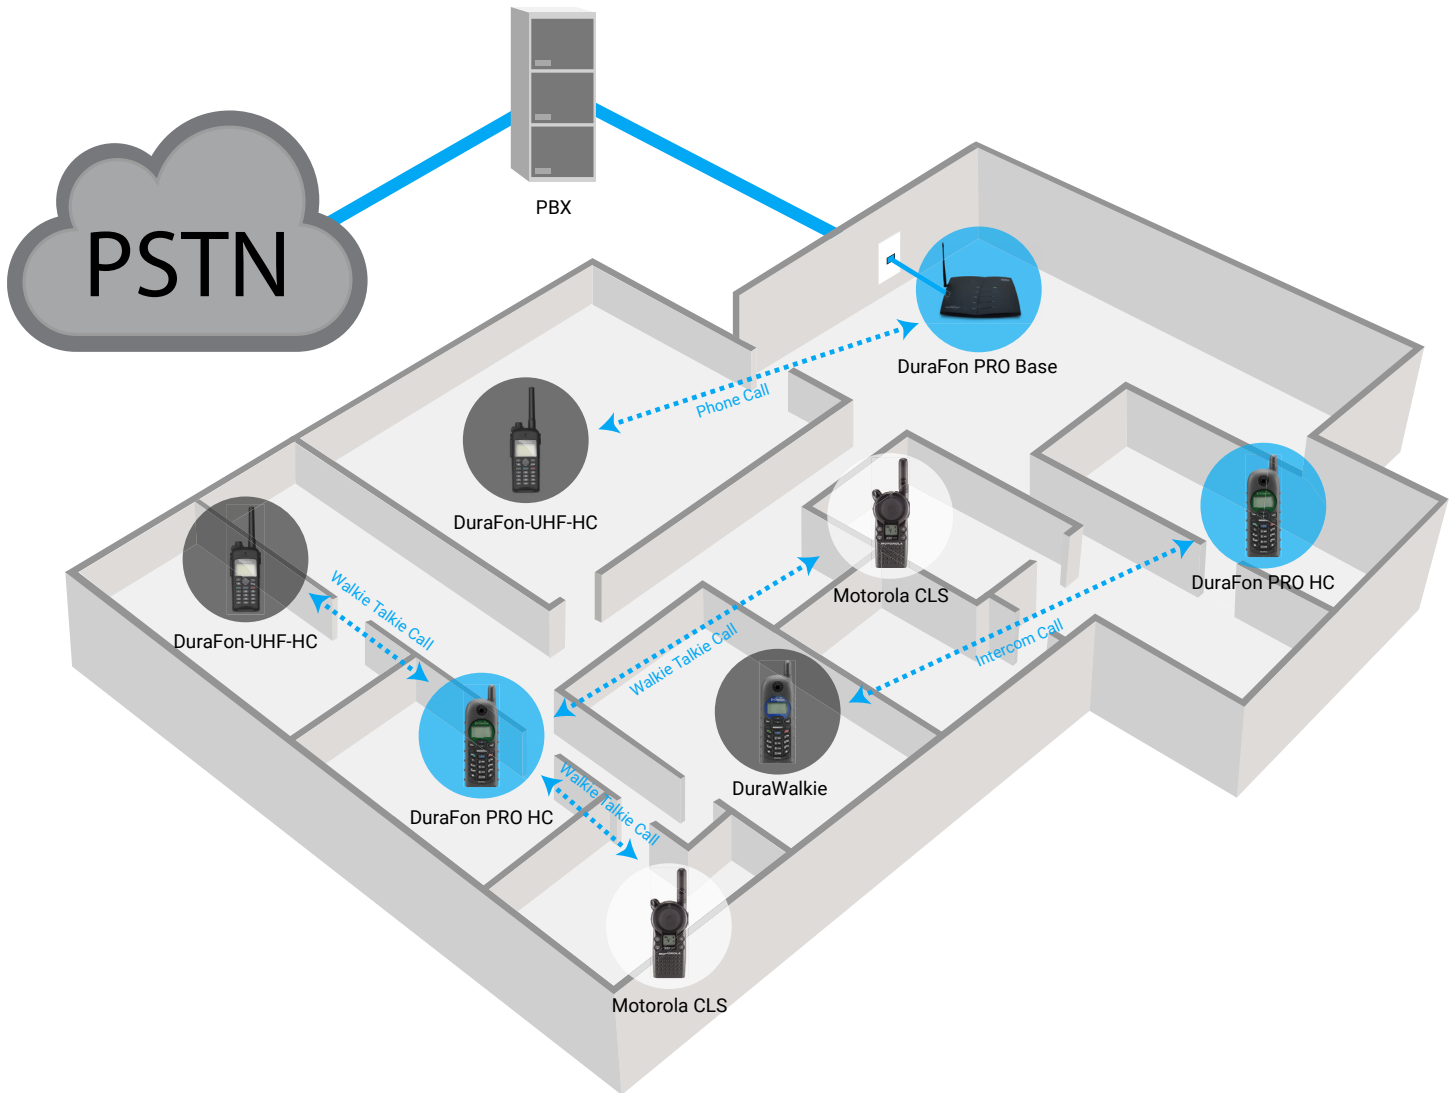 PBX
PSTN
DuraFon PRO Base
Phone Call
DuraFon-UHF-HC
DuraFon-UHF-HC
Walkie Talkie Call
Motorola CLS
DuraFon PRO HC
Walkie Talkie Call
Intercom Call
DuraWalkie
DuraFon PRO HC
Walkie Talkie Call
Motorola CLS